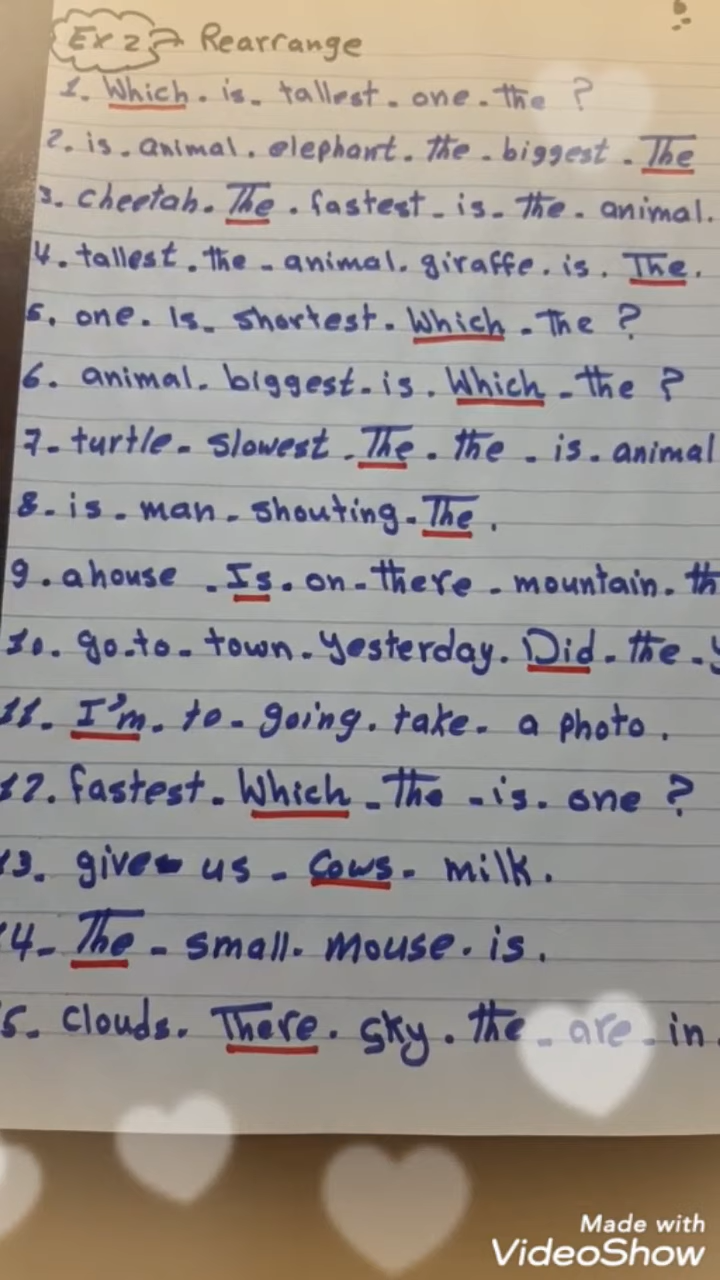 Ex 2 → Rearrange
1. Which. is. tallest. one. the ?
2. is. animal. elephant. the. biggest. The
3. cheetah. The. fastest. is. the. animal.
4. tallest. the. animal. giraffe. is. The.
5. one. Is. shortest. Which. the ?
6. animal. biggest. is. Which. the ?
7. turtle. slowest. The. the. is. animal
8. is. man. shouting. The.
9. a house. Is. on. there. mountain. th
10. go. to. town. yesterday. Did. the. y
11. I'm. to. going. take. a photo.
12. fastest. Which. the. is. one ?
13. give us. Cows. milk.
14. The. small. mouse. is.
5. clouds. There. sky. the. are. in.
Made with
VideoShow